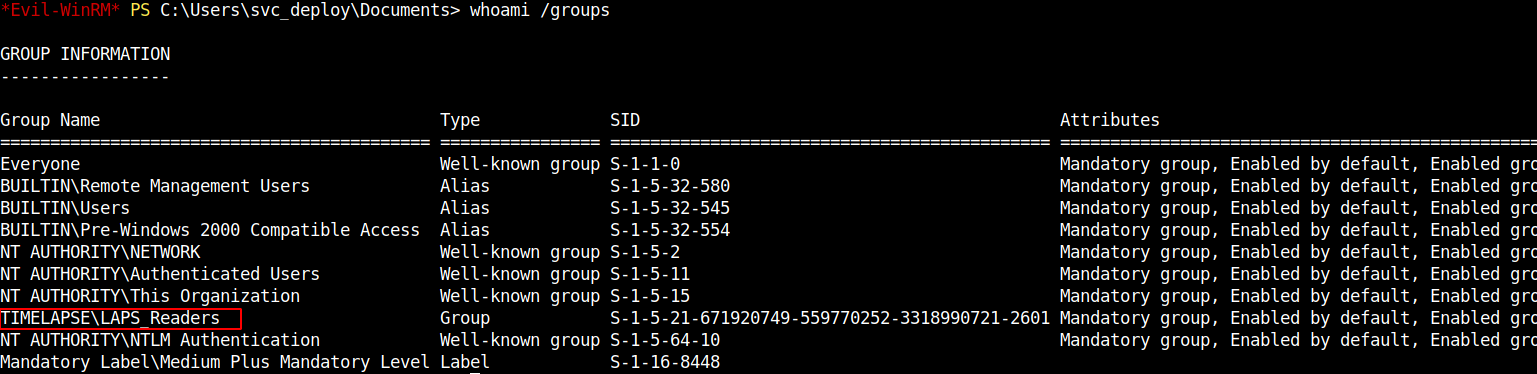 *Evil-WinRM* PS C:\Users\svc_deploy\Documents> whoami /groups
GROUP INFORMATION
-----------------
Group Name Type SID Attributes
========================================== ================ ============================================ =============================================
Everyone Well-known group S-1-1-0 Mandatory group, Enabled by default, Enabled gro
BUILTIN\Remote Management Users Alias S-1-5-32-580 Mandatory group, Enabled by default, Enabled gro
BUILTIN\Users Alias S-1-5-32-545 Mandatory group, Enabled by default, Enabled gro
BUILTIN\Pre-Windows 2000 Compatible Access Alias S-1-5-32-554 Mandatory group, Enabled by default, Enabled gro
NT AUTHORITY\NETWORK Well-known group S-1-5-2 Mandatory group, Enabled by default, Enabled gro
NT AUTHORITY\Authenticated Users Well-known group S-1-5-11 Mandatory group, Enabled by default, Enabled gro
NT AUTHORITY\This Organization Well-known group S-1-5-15 Mandatory group, Enabled by default, Enabled gro
TIMELAPSE\LAPS_Readers Group S-1-5-21-671920749-559770252-3318990721-2601 Mandatory group, Enabled by default, Enabled gro
NT AUTHORITY\NTLM Authentication Well-known group S-1-5-64-10 Mandatory group, Enabled by default, Enabled gro
Mandatory Label\Medium Plus Mandatory Level Label S-1-16-8448